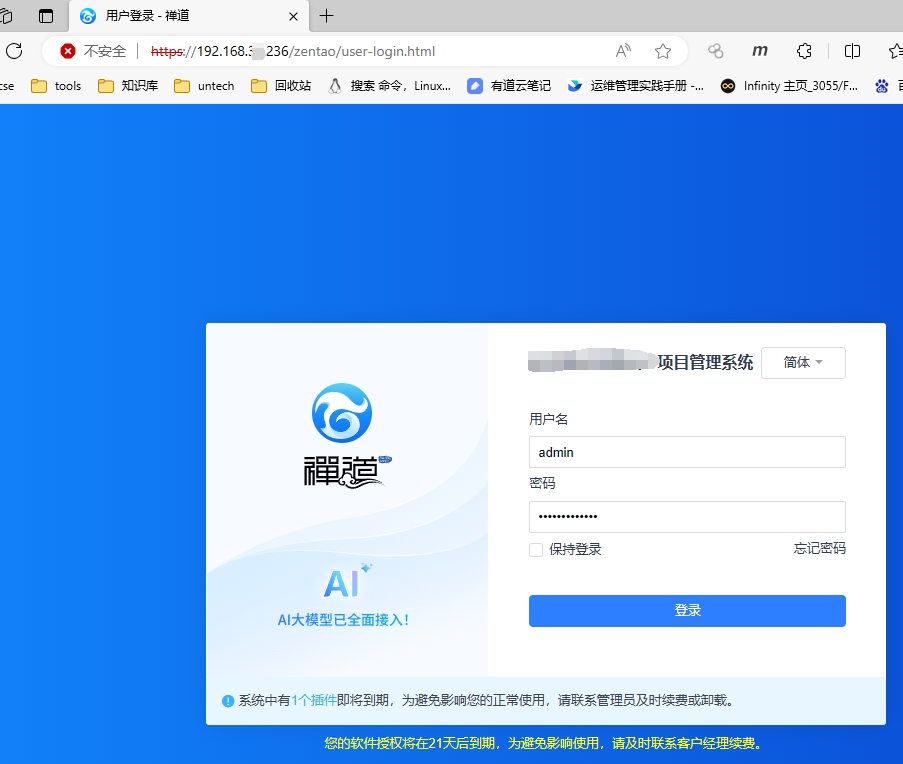 用户登录 - 禅道
不安全 https://192.168.3 236/zentao/user-login.html
tools 知识库 untech 回收站 搜索 命令，Linux... 有道云笔记 运维管理实践手册 -... Infinity 主页_3055/F...
項目管理系统 简体
用户名
admin
密码
保持登录 忘记密码
登录
禪道
AI
AI大模型已全面接入！
系统中有1个插件即将到期，为避免影响您的正常使用，请联系管理员及时续费或卸载。
您的软件授权将在21天后到期，为避免影响使用，请及时联系客户经理续费。